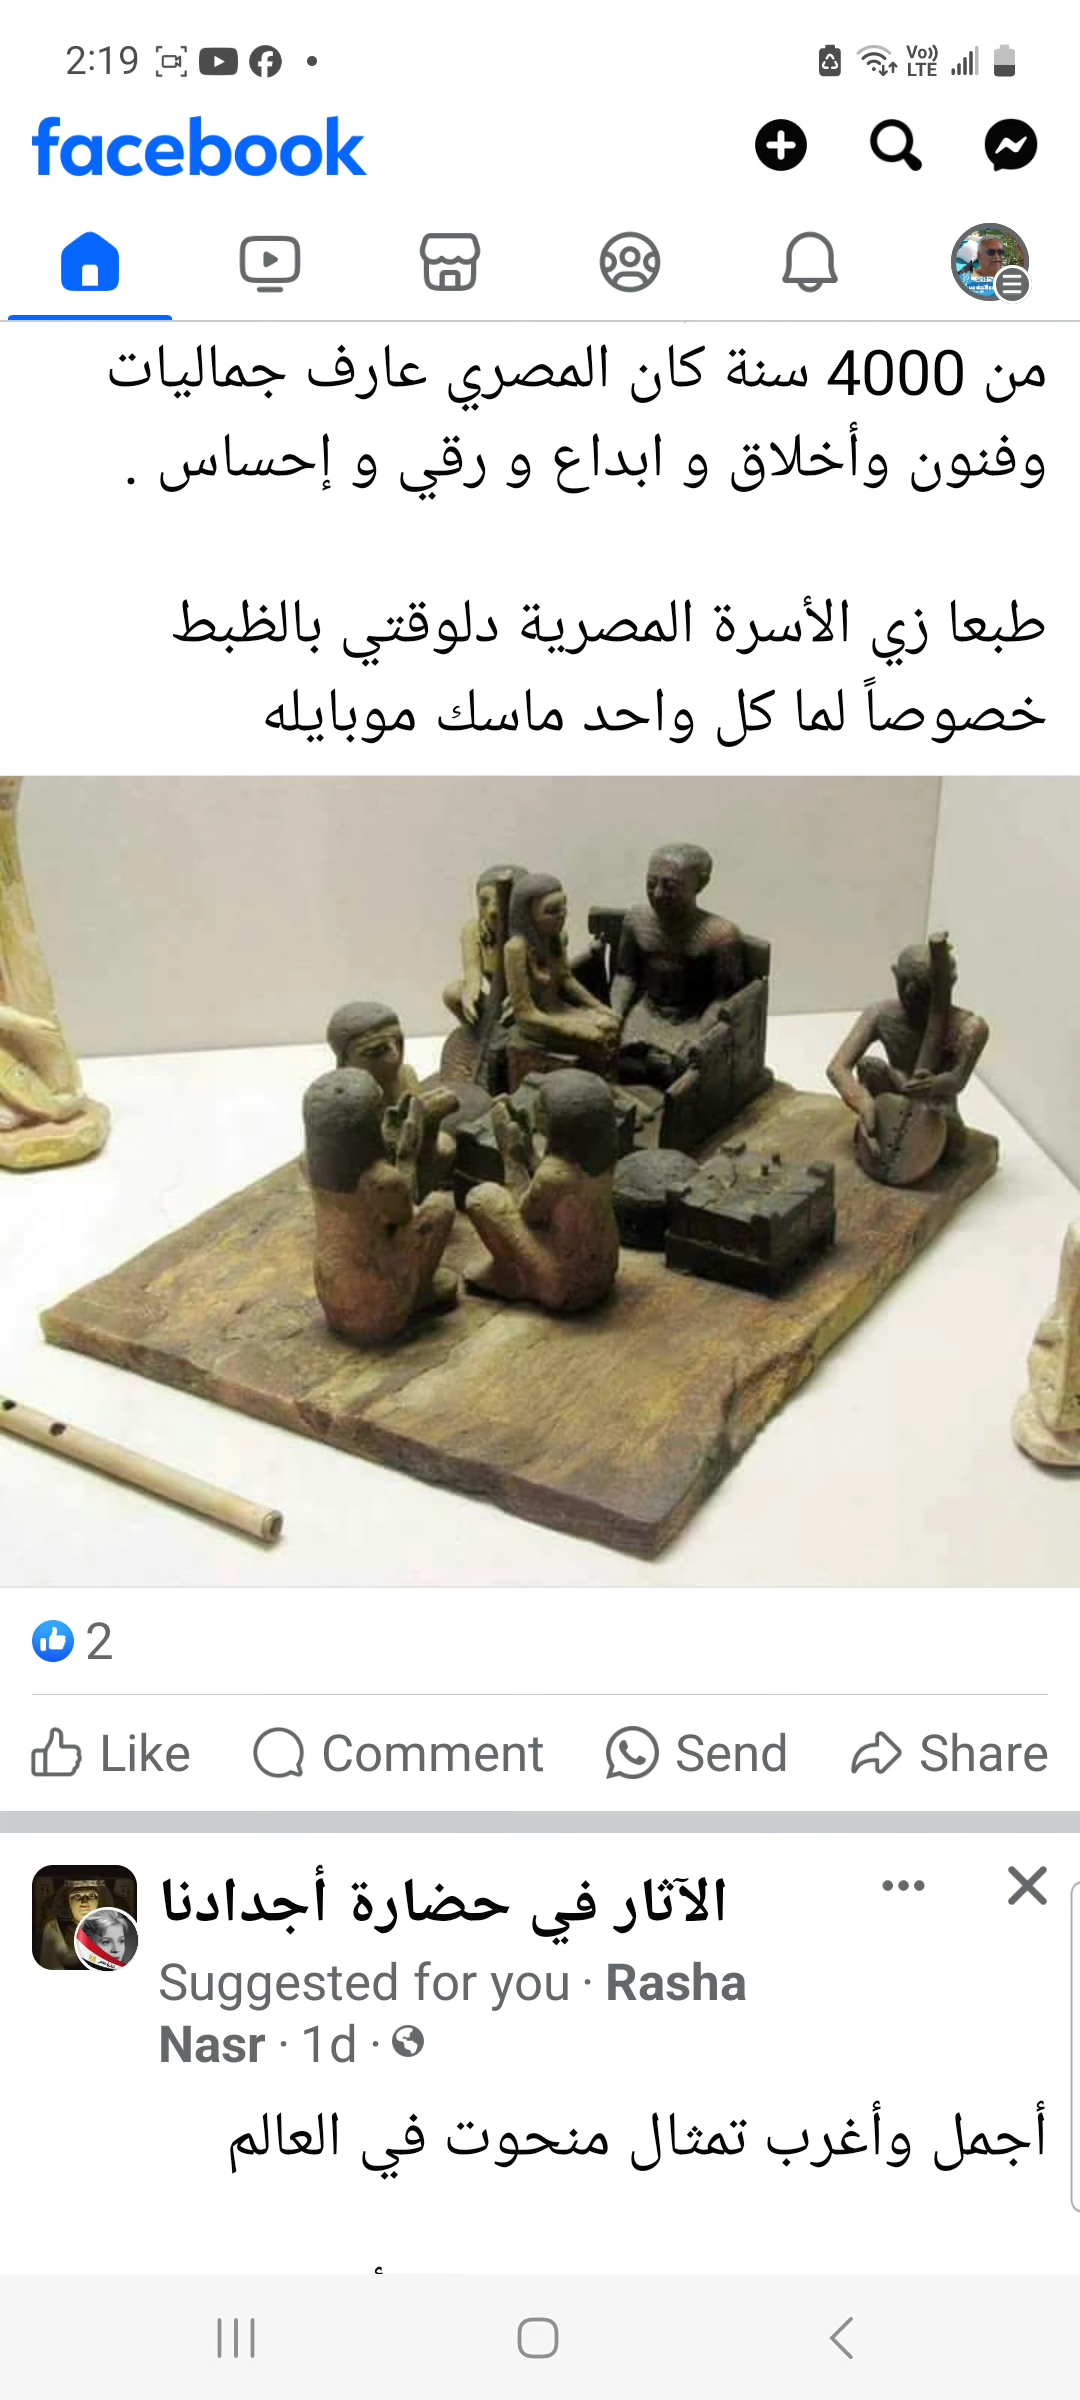 2:19
Vo))
LTE
facebook
من 4000 سنة كان المصري عارف جماليات
وفنون وأخلاق و ابداع و رقي و إحساس .
طبعا زي الأسرة المصرية دلوقتي بالظبط
خصوصاً لما كل واحد ماسك موبايله
2
Like
Comment
Send
Share
الآثار في حضارة أجدادنا
Suggested for you · Rasha
Nasr · 1d ·
أجمل وأغرب تمثال منحوت في العالم